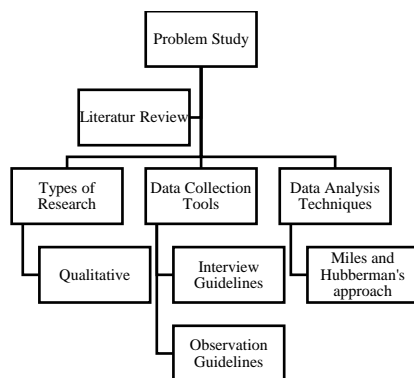 Problem Study
Literatur Review
Types of
Research
Data Collection
Tools
Data Analysis
Techniques
Qualitative
Interview
Guidelines
Miles and
Hubberman's
approach
Observation
Guidelines